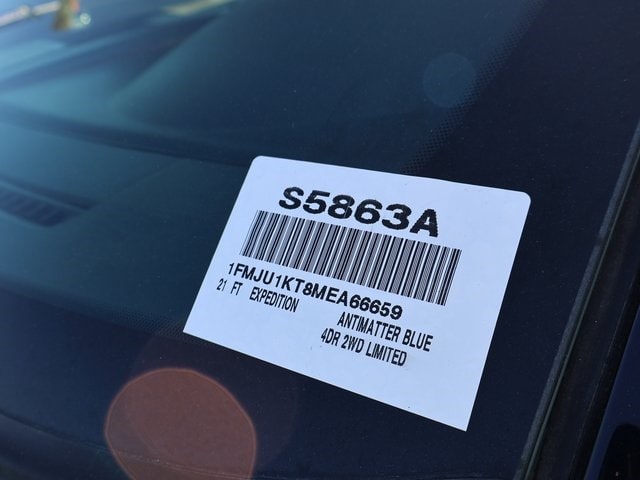 S5863A
1FMJU1KT8MEA66659
21 FT EXPEDITION ANTIMATTER BLUE
4DR 2WD LIMITED